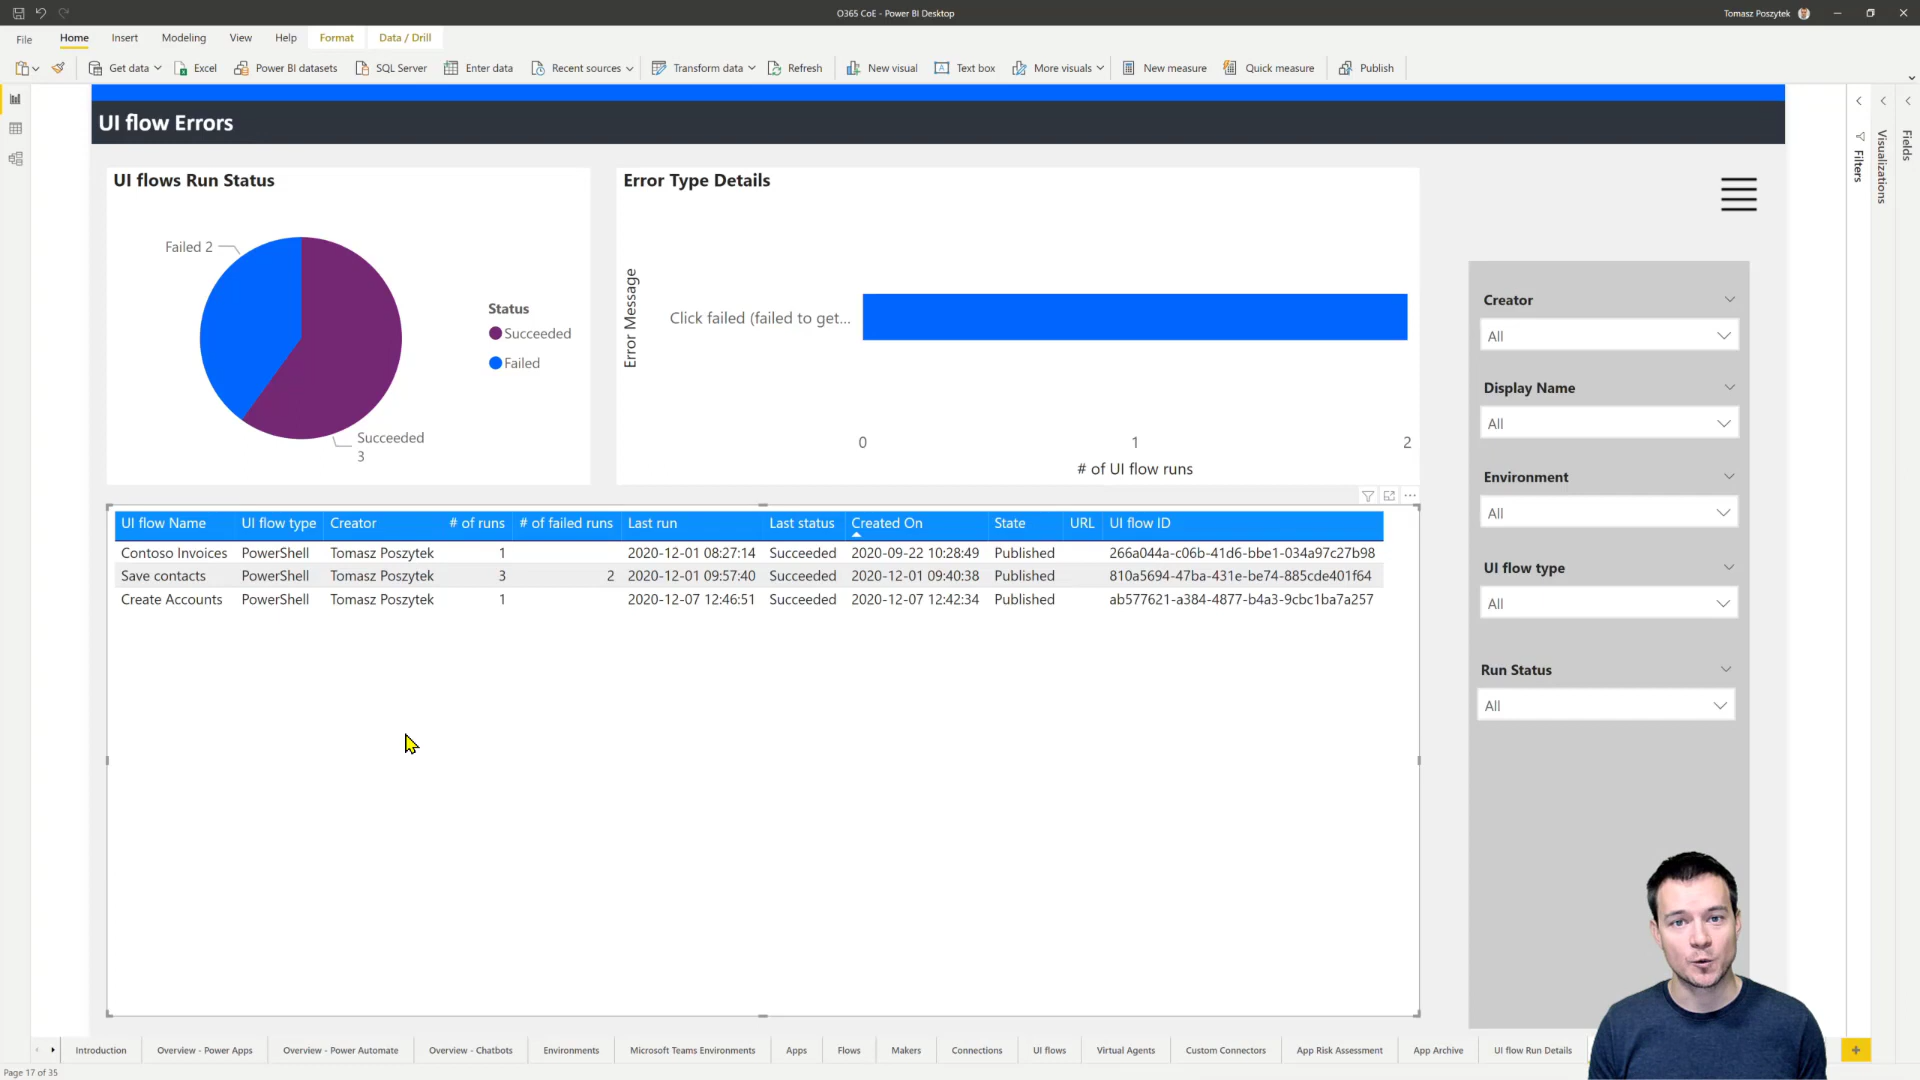 O365 CoE - Power BI Desktop
Tomasz Poszytek
File Home Insert Modeling View Help Format Data / Drill
Get data Excel Power BI datasets SQL Server Enter data Recent sources Transform data Refresh New visual Text box More visuals New measure Quick measure Publish
UI flow Errors
UI flows Run Status
Failed 2
Succeeded
3
Status
Succeeded
Failed
Error Type Details
Error Message
Click failed (failed to get...
0 1 2
# of UI flow runs
Filters
Visualizations
Fields
Creator
All
Display Name
All
Environment
All
UI flow type
All
Run Status
All
UI flow Name UI flow type Creator # of runs # of failed runs Last run Last status Created On State URL UI flow ID
Contoso Invoices PowerShell Tomasz Poszytek 1 2020-12-01 08:27:14 Succeeded 2020-09-22 10:28:49 Published 266a044a-c06b-41d6-bbe1-034a97c27b98
Save contacts PowerShell Tomasz Poszytek 3 2 2020-12-01 09:57:40 Succeeded 2020-12-01 09:40:38 Published 810a5694-47ba-431e-be74-885cde401f64
Create Accounts PowerShell Tomasz Poszytek 1 2020-12-07 12:46:51 Succeeded 2020-12-07 12:42:34 Published ab577621-a384-4877-b4a3-9cbc1ba7a257
Introduction Overview - Power Apps Overview - Power Automate Overview - Chatbots Environments Microsoft Teams Environments Apps Flows Makers Connections UI flows Virtual Agents Custom Connectors App Risk Assessment App Archive UI flow Run Details
Page 17 of 35